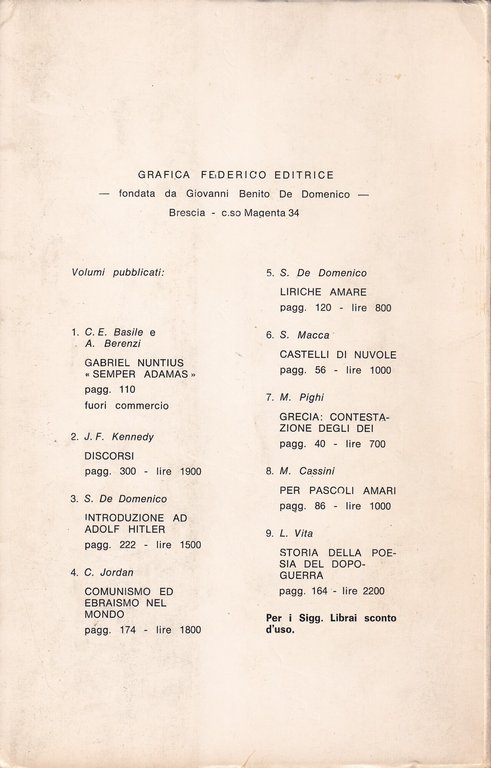 GRAFICA FEDERICO EDITRICE
— fondata da Giovanni Benito De Domenico —
Brescia - c.so Magenta 34
Volumi pubblicati:
1. C. E. Basile e
A. Berenzi
GABRIEL NUNTIUS
« SEMPER ADAMAS »
pagg. 110
fuori commercio
2. J. F. Kennedy
DISCORSI
pagg. 300 - lire 1900
3. S. De Domenico
INTRODUZIONE AD
ADOLF HITLER
pagg. 222 - lire 1500
4. C. Jordan
COMUNISMO ED
EBRAISMO NEL
MONDO
pagg. 174 - lire 1800
5. S. De Domenico
LIRICHE AMARE
pagg. 120 - lire 800
6. S. Macca
CASTELLI DI NUVOLE
pagg. 56 - lire 1000
7. M. Pighi
GRECIA: CONTESTA-
ZIONE DEGLI DEI
pagg. 40 - lire 700
8. M. Cassini
PER PASCOLI AMARI
pagg. 86 - lire 1000
9. L. Vita
STORIA DELLA POE-
SIA DEL DOPO-
GUERRA
pagg. 164 - lire 2200
Per i Sigg. Librai sconto
d'uso.